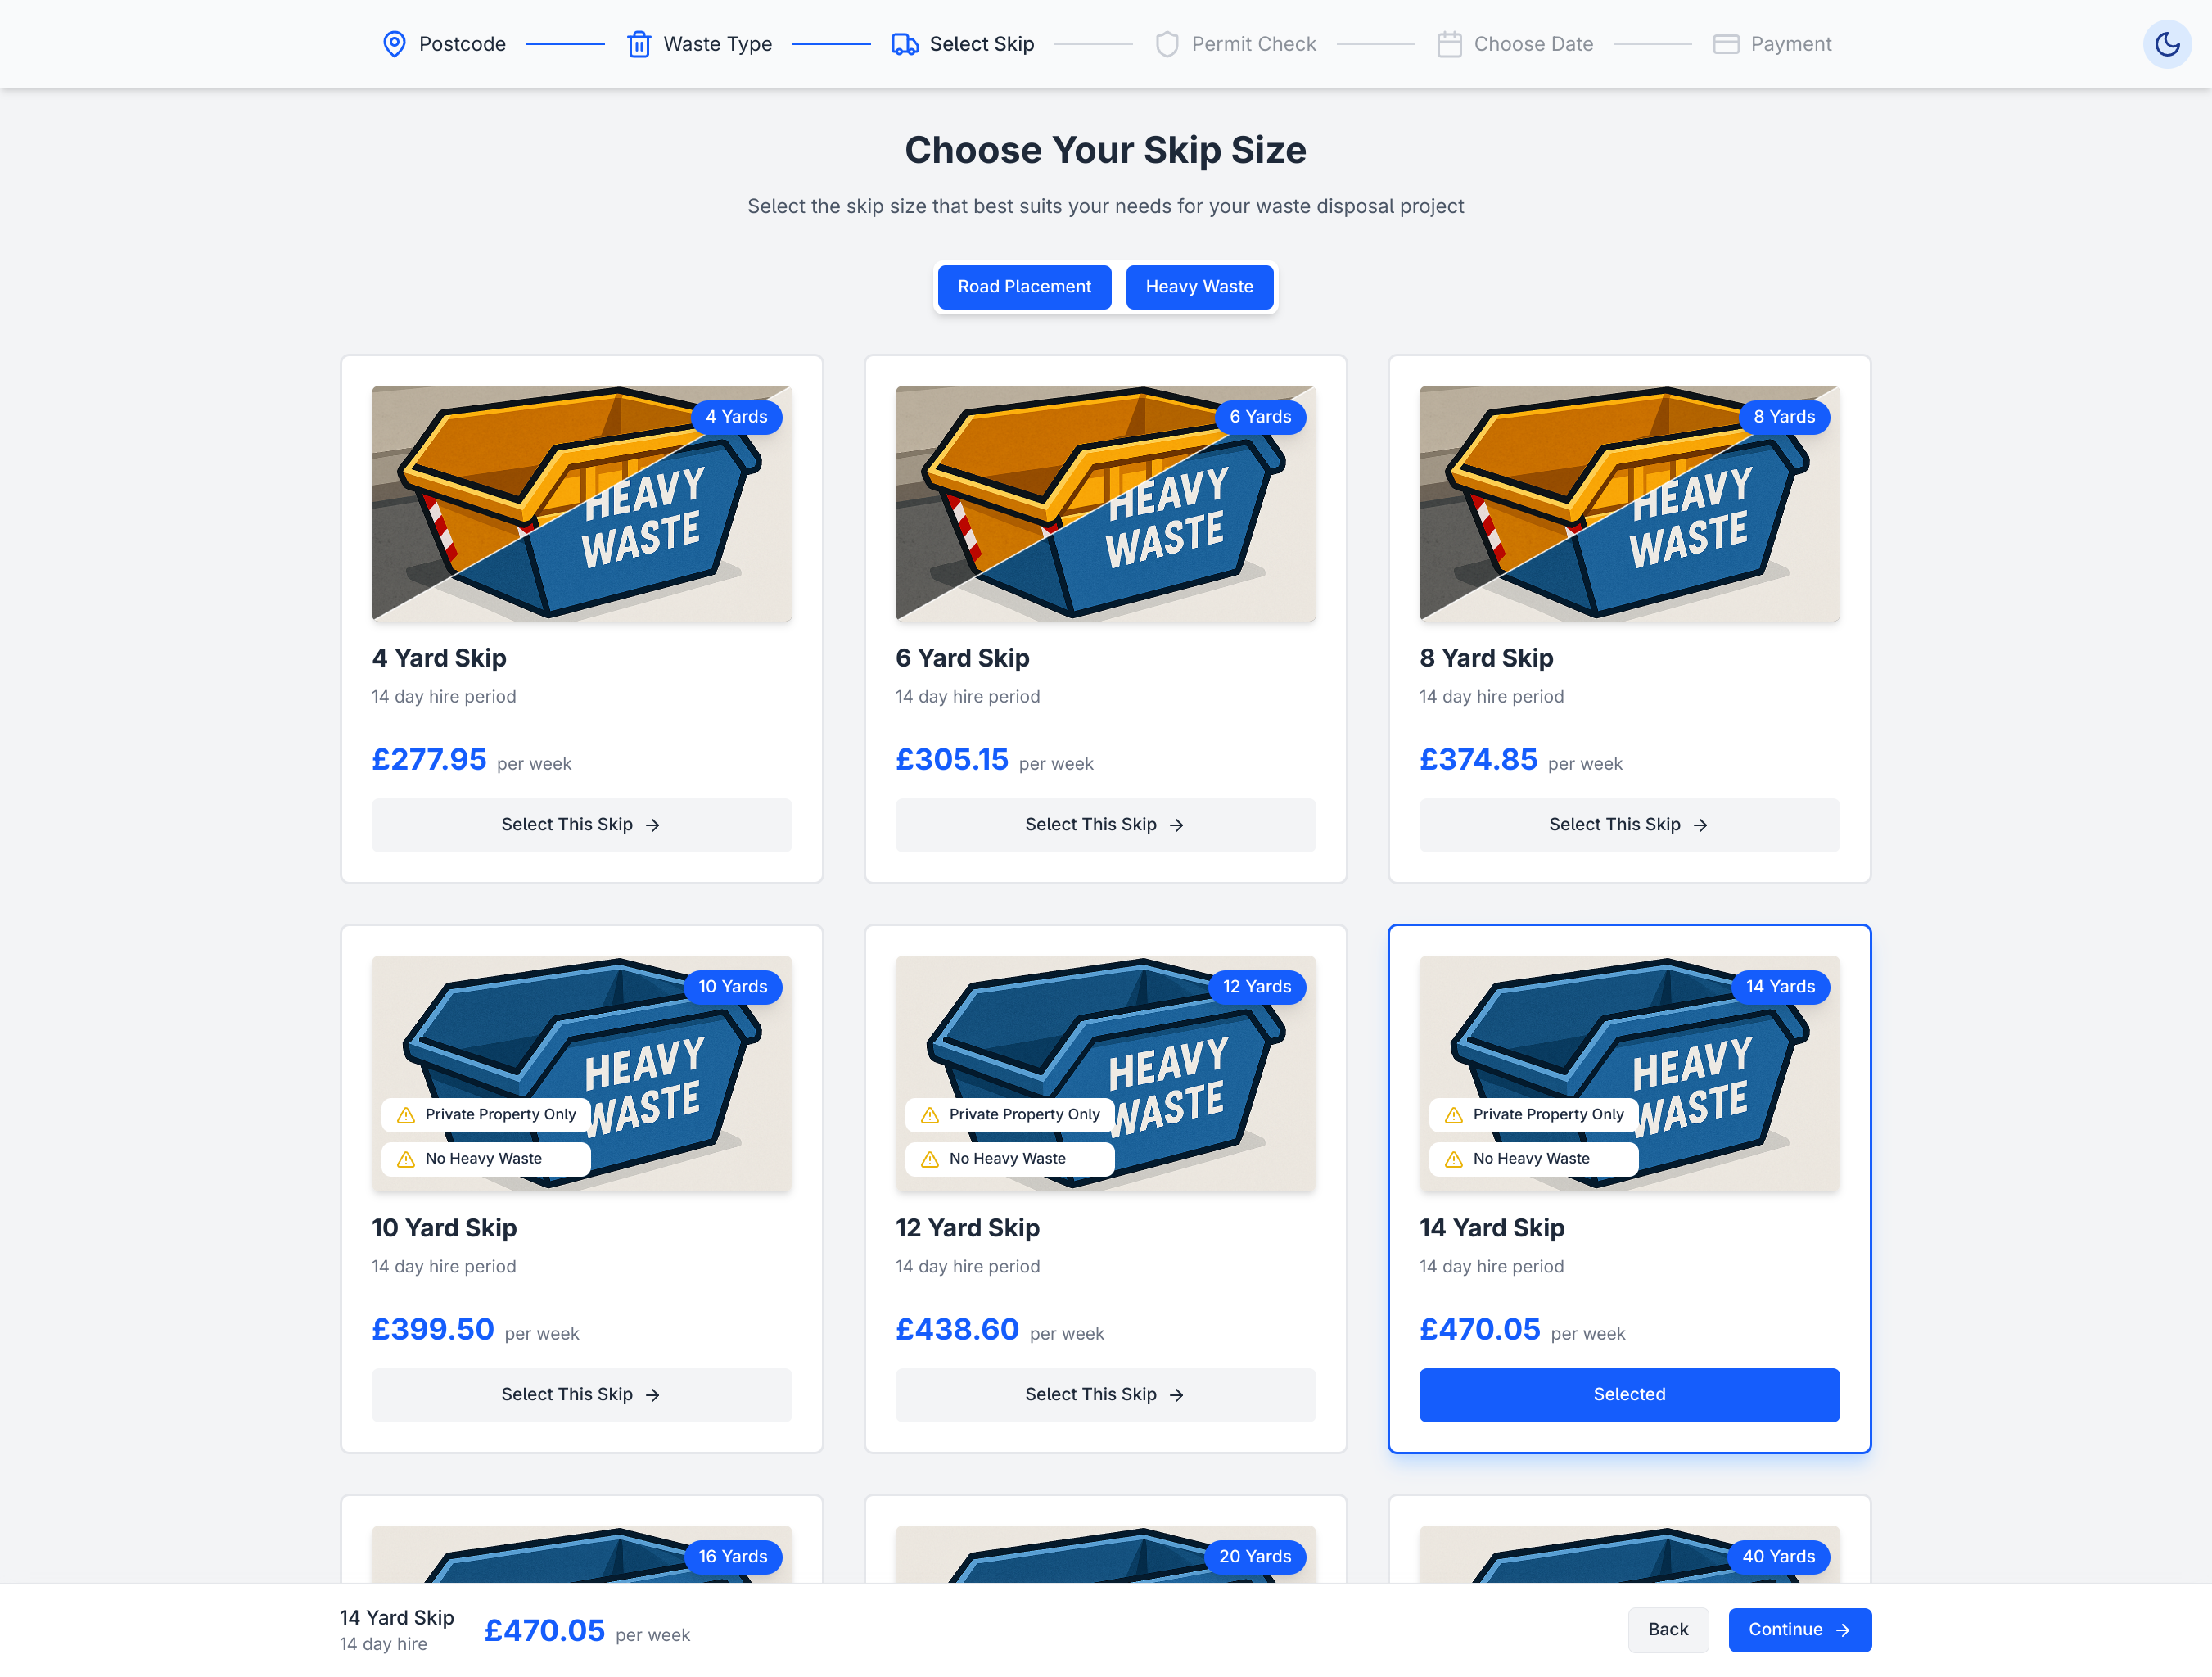 Postcode
Waste Type
Select Skip
Permit Check
Choose Date
Payment
Choose Your Skip Size
Select the skip size that best suits your needs for your waste disposal project
Road Placement
Heavy Waste
4 Yards
HEAVY
WASTE
4 Yard Skip
14 day hire period
£277.95 per week
Select This Skip
6 Yards
HEAVY
WASTE
6 Yard Skip
14 day hire period
£305.15 per week
Select This Skip
8 Yards
HEAVY
WASTE
8 Yard Skip
14 day hire period
£374.85 per week
Select This Skip
10 Yards
HEAVY
WASTE
Private Property Only
No Heavy Waste
10 Yard Skip
14 day hire period
£399.50 per week
Select This Skip
12 Yards
HEAVY
WASTE
Private Property Only
No Heavy Waste
12 Yard Skip
14 day hire period
£438.60 per week
Select This Skip
14 Yards
HEAVY
WASTE
Private Property Only
No Heavy Waste
14 Yard Skip
14 day hire period
£470.05 per week
Selected
16 Yards
20 Yards
40 Yards
14 Yard Skip
14 day hire
£470.05 per week
Back
Continue